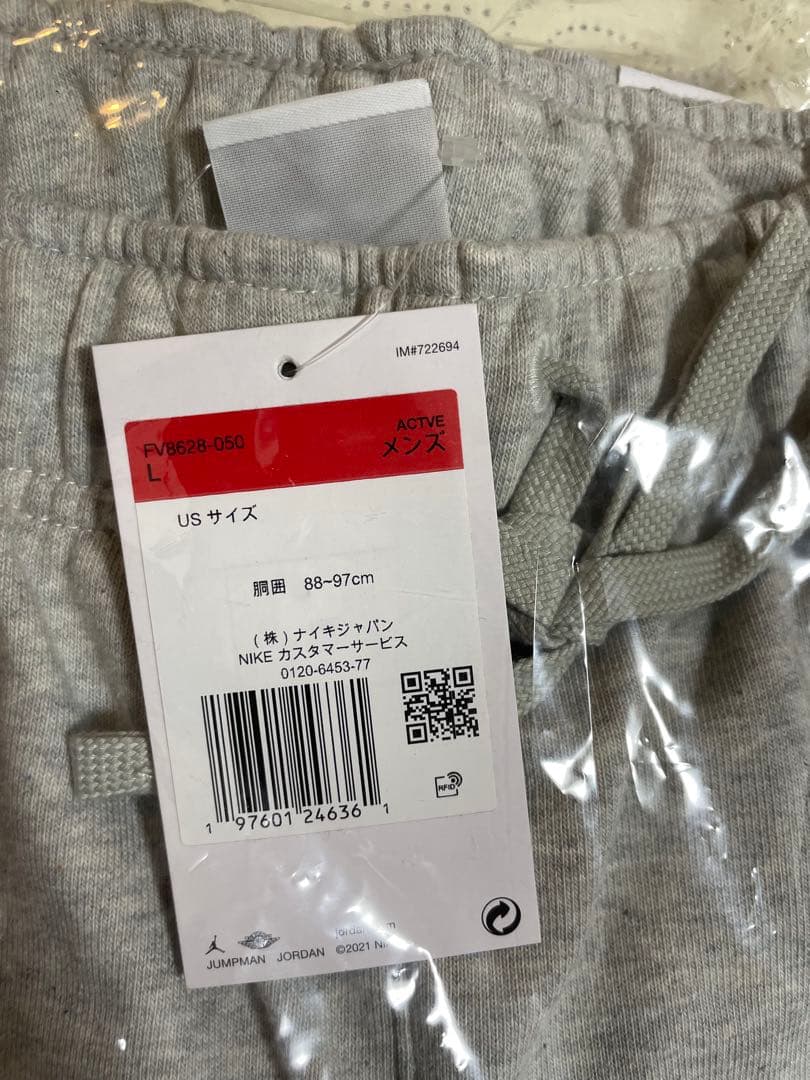 IM#722694
FV8628-050
ACTVE
L
メンズ
US サイズ
胴囲 88~97cm
(株)ナイキジャパン
NIKE カスタマーサービス
0120-6453-77
RFID
1 97601 24636 1
JUMPMAN JORDAN ©2021